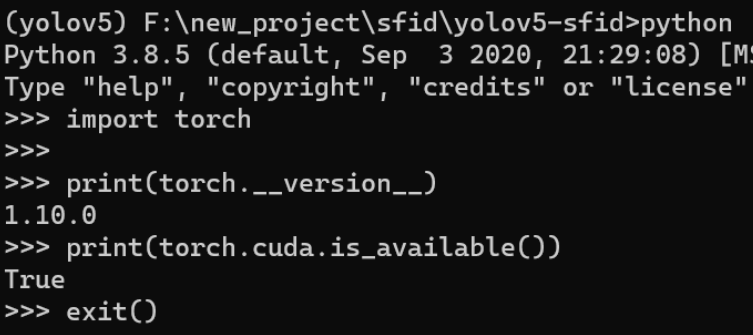 (yolov5) F:\new_project\sfid\yolov5-sfid>python
Python 3.8.5 (default, Sep  3 2020, 21:29:08) [MS
Type "help", "copyright", "credits" or "license"
>>> import torch
>>>
>>> print(torch.__version__)
1.10.0
>>> print(torch.cuda.is_available())
True
>>> exit()